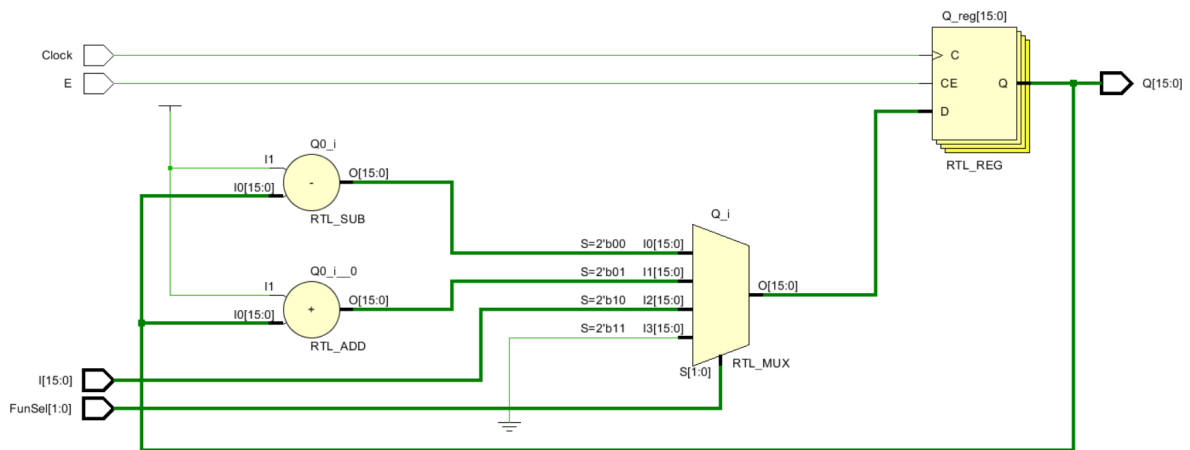 Q_reg[15:0]
Clock
C
E
CE
Q
Q[15:0]
D
RTL_REG
Q0_i
I1
O[15:0]
-
I0[15:0]
RTL_SUB
Q_i
S=2'b00 I0[15:0]
Q0_i__0
S=2'b01 I1[15:0]
I1
O[15:0]
O[15:0]
S=2'b10 I2[15:0]
+
I0[15:0]
S=2'b11 I3[15:0]
RTL_ADD
RTL_MUX
S[1:0]
I[15:0]
FunSel[1:0]